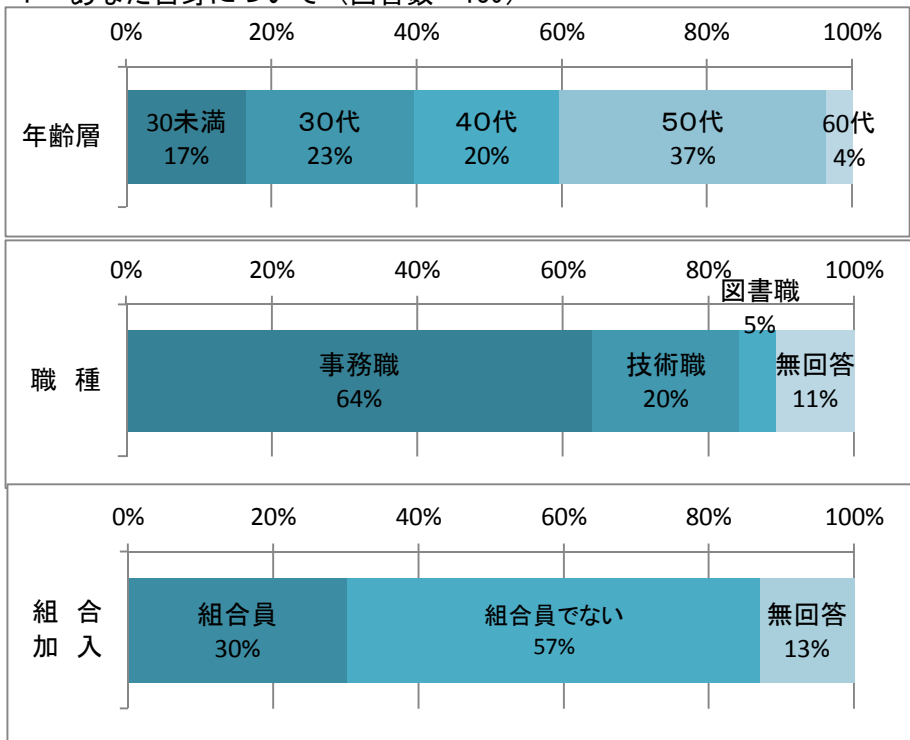 0% 20% 40% 60% 80% 100%
年齢層
30未満 30代 40代 50代 60代
17% 23% 20% 37% 4%
0% 20% 40% 60% 80% 100%
図書職
5%
職 種
事務職 技術職 無回答
64% 20% 11%
0% 20% 40% 60% 80% 100%
組 合
加 入
組合員 組合員でない 無回答
30% 57% 13%